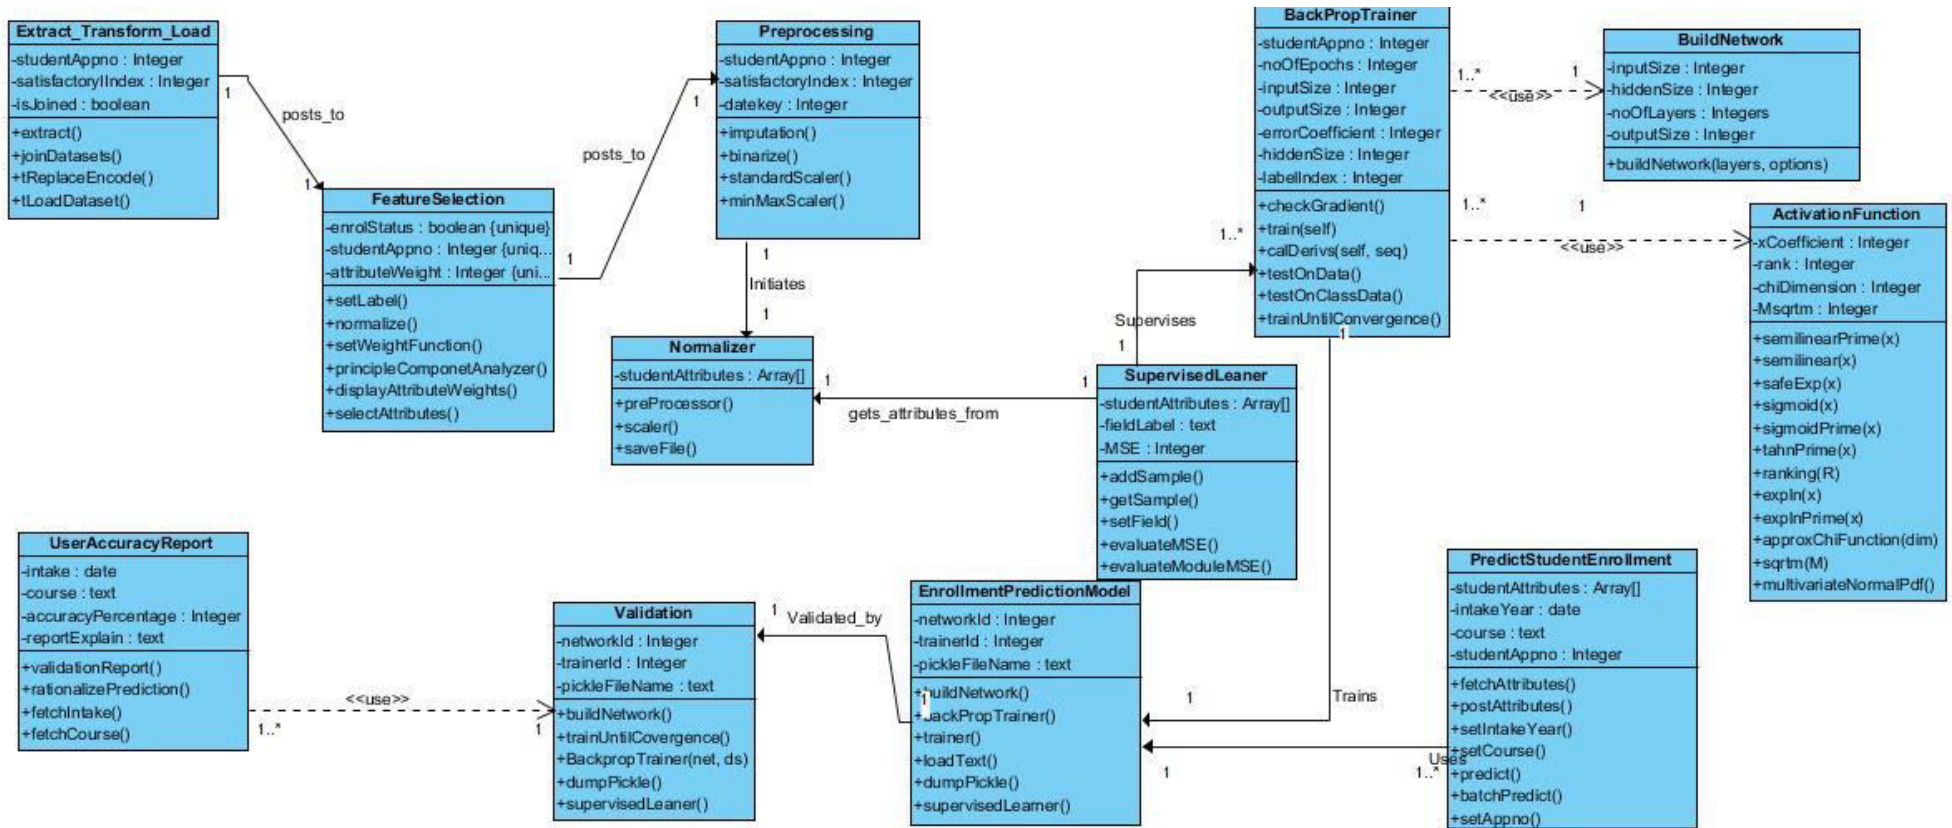 Extract_Transform_Load
-studentAppno : Integer
-satisfactoryIIndex : Integer
-isJoined : boolean
+extract()
+joinDatasets()
+tReplaceEncode()
+tLoadDataset()
1
posts_to
1
FeatureSelection
-enrolStatus : boolean {unique}
-studentAppno : Integer {uniq...
-attributeWeight : Integer {uni...
+setLabel()
+normalize()
+setWeightFunction()
+principleComponetAnalyzer()
+displayAttributeWeights()
+selectAttributes()
1
posts_to
1
Preprocessing
-studentAppno : Integer
-satisfactoryIndex : Integer
-datekey : Integer
+imputation()
+binarize()
+standardScaler()
+minMaxScaler()
1
Initiates
1
Normalizer
-studentAttributes : Array[]
+preProcessor()
+scaler()
+saveFile()
1
gets_attributes_from
1
SupervisedLeaner
-studentAttributes : Array[]
-fieldLabel : text
-MSE : Integer
+addSample()
+getSample()
+setField()
+evaluateMSE()
+evaluateModuleMSE()
1
Supervises
1..*
BackPropTrainer
-studentAppno : Integer
-noOfEpochs : Integer
-inputSize : Integer
-outputSize : Integer
-errorCoefficient : Integer
-hiddenSize : Integer
-labelIndex : Integer
+checkGradient()
+train(self)
+calDerivs(self, seq)
+testOnData()
+testOnClassData()
+trainUntilConvergence()
1..*
<<use>>
1
BuildNetwork
-inputSize : Integer
-hiddenSize : Integer
-noOfLayers : Integers
-outputSize : Integer
+buildNetwork(layers, options)
1..*
<<use>>
1
ActivationFunction
-xCoefficient : Integer
-rank : Integer
-chiDimension : Integer
-Msqrtm : Integer
+semilinearPrime(x)
+semilinear(x)
+safeExp(x)
+sigmoid(x)
+sigmoidPrime(x)
+tahnPrime(x)
+ranking(R)
+expln(x)
+explnPrime(x)
+approxChiFunction(dim)
+sqrtm(M)
+multivariateNormalPdf()
1
Trains
1
UserAccuracyReport
-intake : date
-course : text
-accuracyPercentage : Integer
-reportExplain : text
+validationReport()
+rationalizePrediction()
+fetchIntake()
+fetchCourse()
1..*
<<use>>
1
Validation
-networkId : Integer
-trainerId : Integer
-pickleFileName : text
+buildNetwork()
+trainUntilCovergence()
+BackpropTrainer(net, ds)
+dumpPickle()
+supervisedLeaner()
1
Validated_by
1
EnrollmentPredictionModel
-networkId : Integer
-trainerId : Integer
-pickleFileName : text
+buildNetwork()
+backPropTrainer()
+trainer()
+loadText()
+dumpPickle()
+supervisedLearner()
1
Uses
1..*
PredictStudentEnrollment
-studentAttributes : Array[]
-intakeYear : date
-course : text
-studentAppno : Integer
+fetchAttributes()
+postAttributes()
+setIntakeYear()
+setCourse()
+predict()
+batchPredict()
+setAppno()